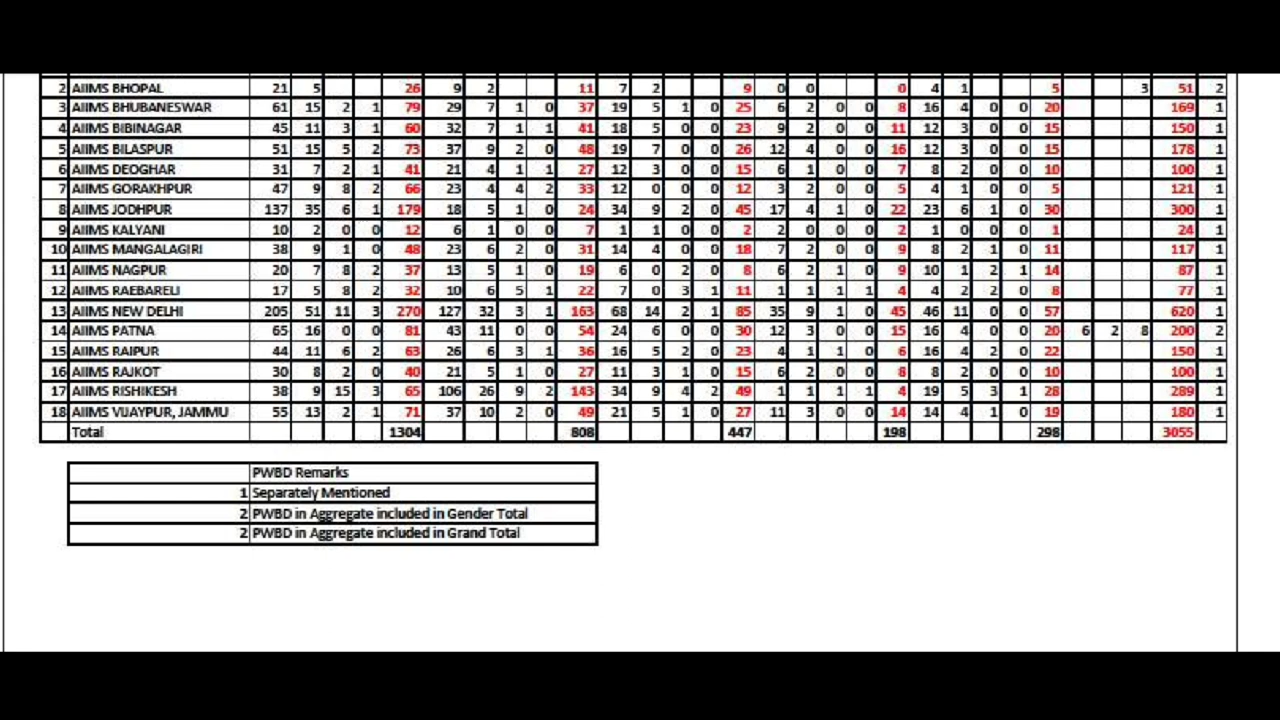 2 AIIMS BHOPAL 21 5 26 9 2 11 7 2 9 0 0 0 4 1 5 3 51 2
3 AIIMS BHUBANESWAR 61 15 2 1 79 29 7 1 0 37 19 5 1 0 25 6 2 0 0 8 16 4 0 0 20 169 1
4 AIIMS BIBINAGAR 45 11 3 1 60 32 7 1 1 41 18 5 0 0 23 9 2 0 0 11 12 3 0 0 15 150 1
5 AIIMS BILASPUR 51 15 5 2 73 37 9 2 0 48 19 7 0 0 26 12 4 0 0 16 12 3 0 0 15 178 1
6 AIIMS DEOGHAR 31 7 2 1 41 21 4 1 1 27 12 3 0 0 15 6 1 0 0 7 8 2 0 0 10 100 1
7 AIIMS GORAKHPUR 47 9 8 2 66 23 4 4 2 33 12 0 0 0 12 3 2 0 0 5 4 1 0 0 5 121 1
8 AIIMS JODHPUR 137 35 6 1 179 18 5 1 0 24 34 9 2 0 45 17 4 1 0 22 23 6 1 0 30 300 1
9 AIIMS KALYANI 10 2 0 0 12 6 1 0 0 7 1 1 0 0 2 2 0 0 0 2 1 0 0 0 1 24 1
10 AIIMS MANGALAGIRI 38 9 1 0 48 23 6 2 0 31 14 4 0 0 18 7 2 0 0 9 8 2 1 0 11 117 1
11 AIIMS NAGPUR 20 7 8 2 37 13 5 1 0 19 6 0 2 0 8 6 2 1 0 9 10 1 2 1 14 87 1
12 AIIMS RAEBARELI 17 5 8 2 32 10 6 5 1 22 7 0 3 1 11 1 1 1 1 4 4 2 2 0 8 77 1
13 AIIMS NEW DELHI 205 51 11 3 270 127 32 3 1 163 68 14 2 1 85 35 9 1 0 45 46 11 0 0 57 620 1
14 AIIMS PATNA 65 16 0 0 81 43 11 0 0 54 24 6 0 0 30 12 3 0 0 15 16 4 0 0 20 6 2 8 200 2
15 AIIMS RAIPUR 44 11 6 2 63 26 6 3 1 36 16 5 2 0 23 4 1 1 0 6 16 4 2 0 22 150 1
16 AIIMS RAJKOT 30 8 2 0 40 21 5 1 0 27 11 3 1 0 15 6 2 0 0 8 8 2 0 0 10 100 1
17 AIIMS RISHIKESH 38 9 15 3 65 106 26 9 2 143 34 9 4 2 49 1 1 1 1 4 19 5 3 1 28 289 1
18 AIIMS VIJAYPUR, JAMMU 55 13 2 1 71 37 10 2 0 49 21 5 1 0 27 11 3 0 0 14 14 4 1 0 19 180 1
Total 1304 808 447 198 298 3055
PWBD Remarks
1 Separately Mentioned
2 PWBD in Aggregate included in Gender Total
2 PWBD in Aggregate included in Grand Total